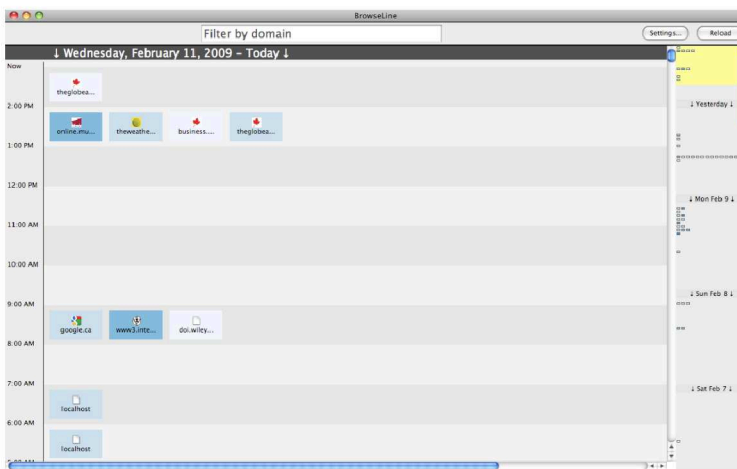 BrowseLine
Filter by domain
Settings...
Reload
↓ Wednesday, February 11, 2009 – Today ↓
Now
theglobea...
2:00 PM
↓ Yesterday ↓
online.mu...
theweathe...
business....
theglobea...
1:00 PM
12:00 PM
↓ Mon Feb 9 ↓
11:00 AM
10:00 AM
↓ Sun Feb 8 ↓
9:00 AM
google.ca
www3.inte...
doi.wiley...
8:00 AM
7:00 AM
↓ Sat Feb 7 ↓
localhost
6:00 AM
localhost
5:00 AM